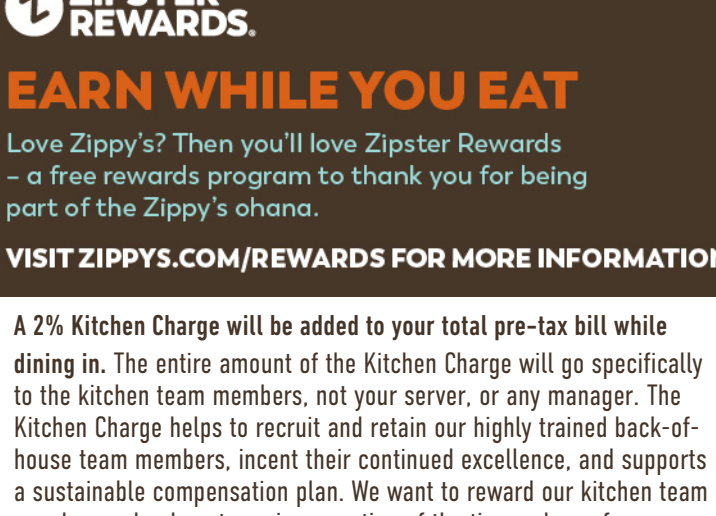 REWARDS.
EARN WHILE YOU EAT
Love Zippy's? Then you'll love Zipster Rewards
– a free rewards program to thank you for being
part of the Zippy's ohana.
VISIT ZIPPYS.COM/REWARDS FOR MORE INFORMATION
A 2% Kitchen Charge will be added to your total pre-tax bill while
dining in. The entire amount of the Kitchen Charge will go specifically
to the kitchen team members, not your server, or any manager. The
Kitchen Charge helps to recruit and retain our highly trained back-of-
house team members, incent their continued excellence, and supports
a sustainable compensation plan. We want to reward our kitchen team